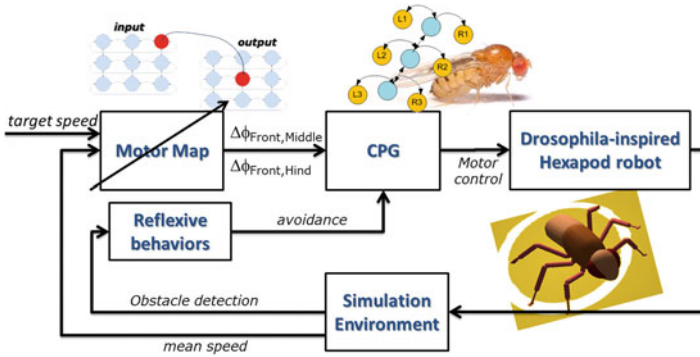 input
output
L1
R1
L2
R2
L3
R3
target speed
Motor Map
ΔϕFront,Middle
ΔϕFront,Hind
CPG
Motor
control
Drosophila-inspired
Hexapod robot
Reflexive
behaviors
avoidance
Obstacle detection
Simulation
Environment
mean speed